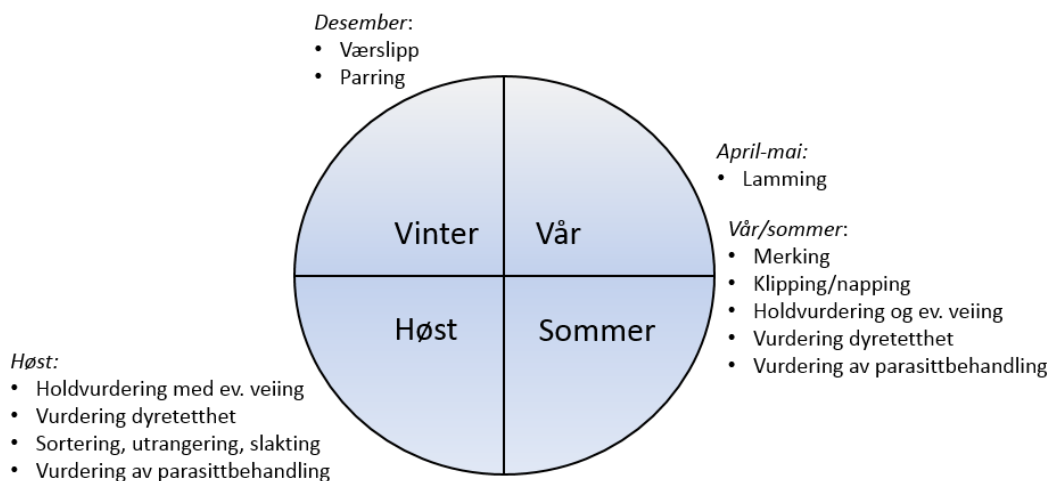 Desember:
• Værslipp
• Parring
April-mai:
• Lamming
Vinter
Vår
Vår/sommer:
• Merking
• Klipping/napping
• Holdvurdering og ev. veiing
• Vurdering dyretetthet
• Vurdering av parasittbehandling
Høst
Sommer
Høst:
• Holdvurdering med ev. veiing
• Vurdering dyretetthet
• Sortering, utrangering, slakting
• Vurdering av parasittbehandling